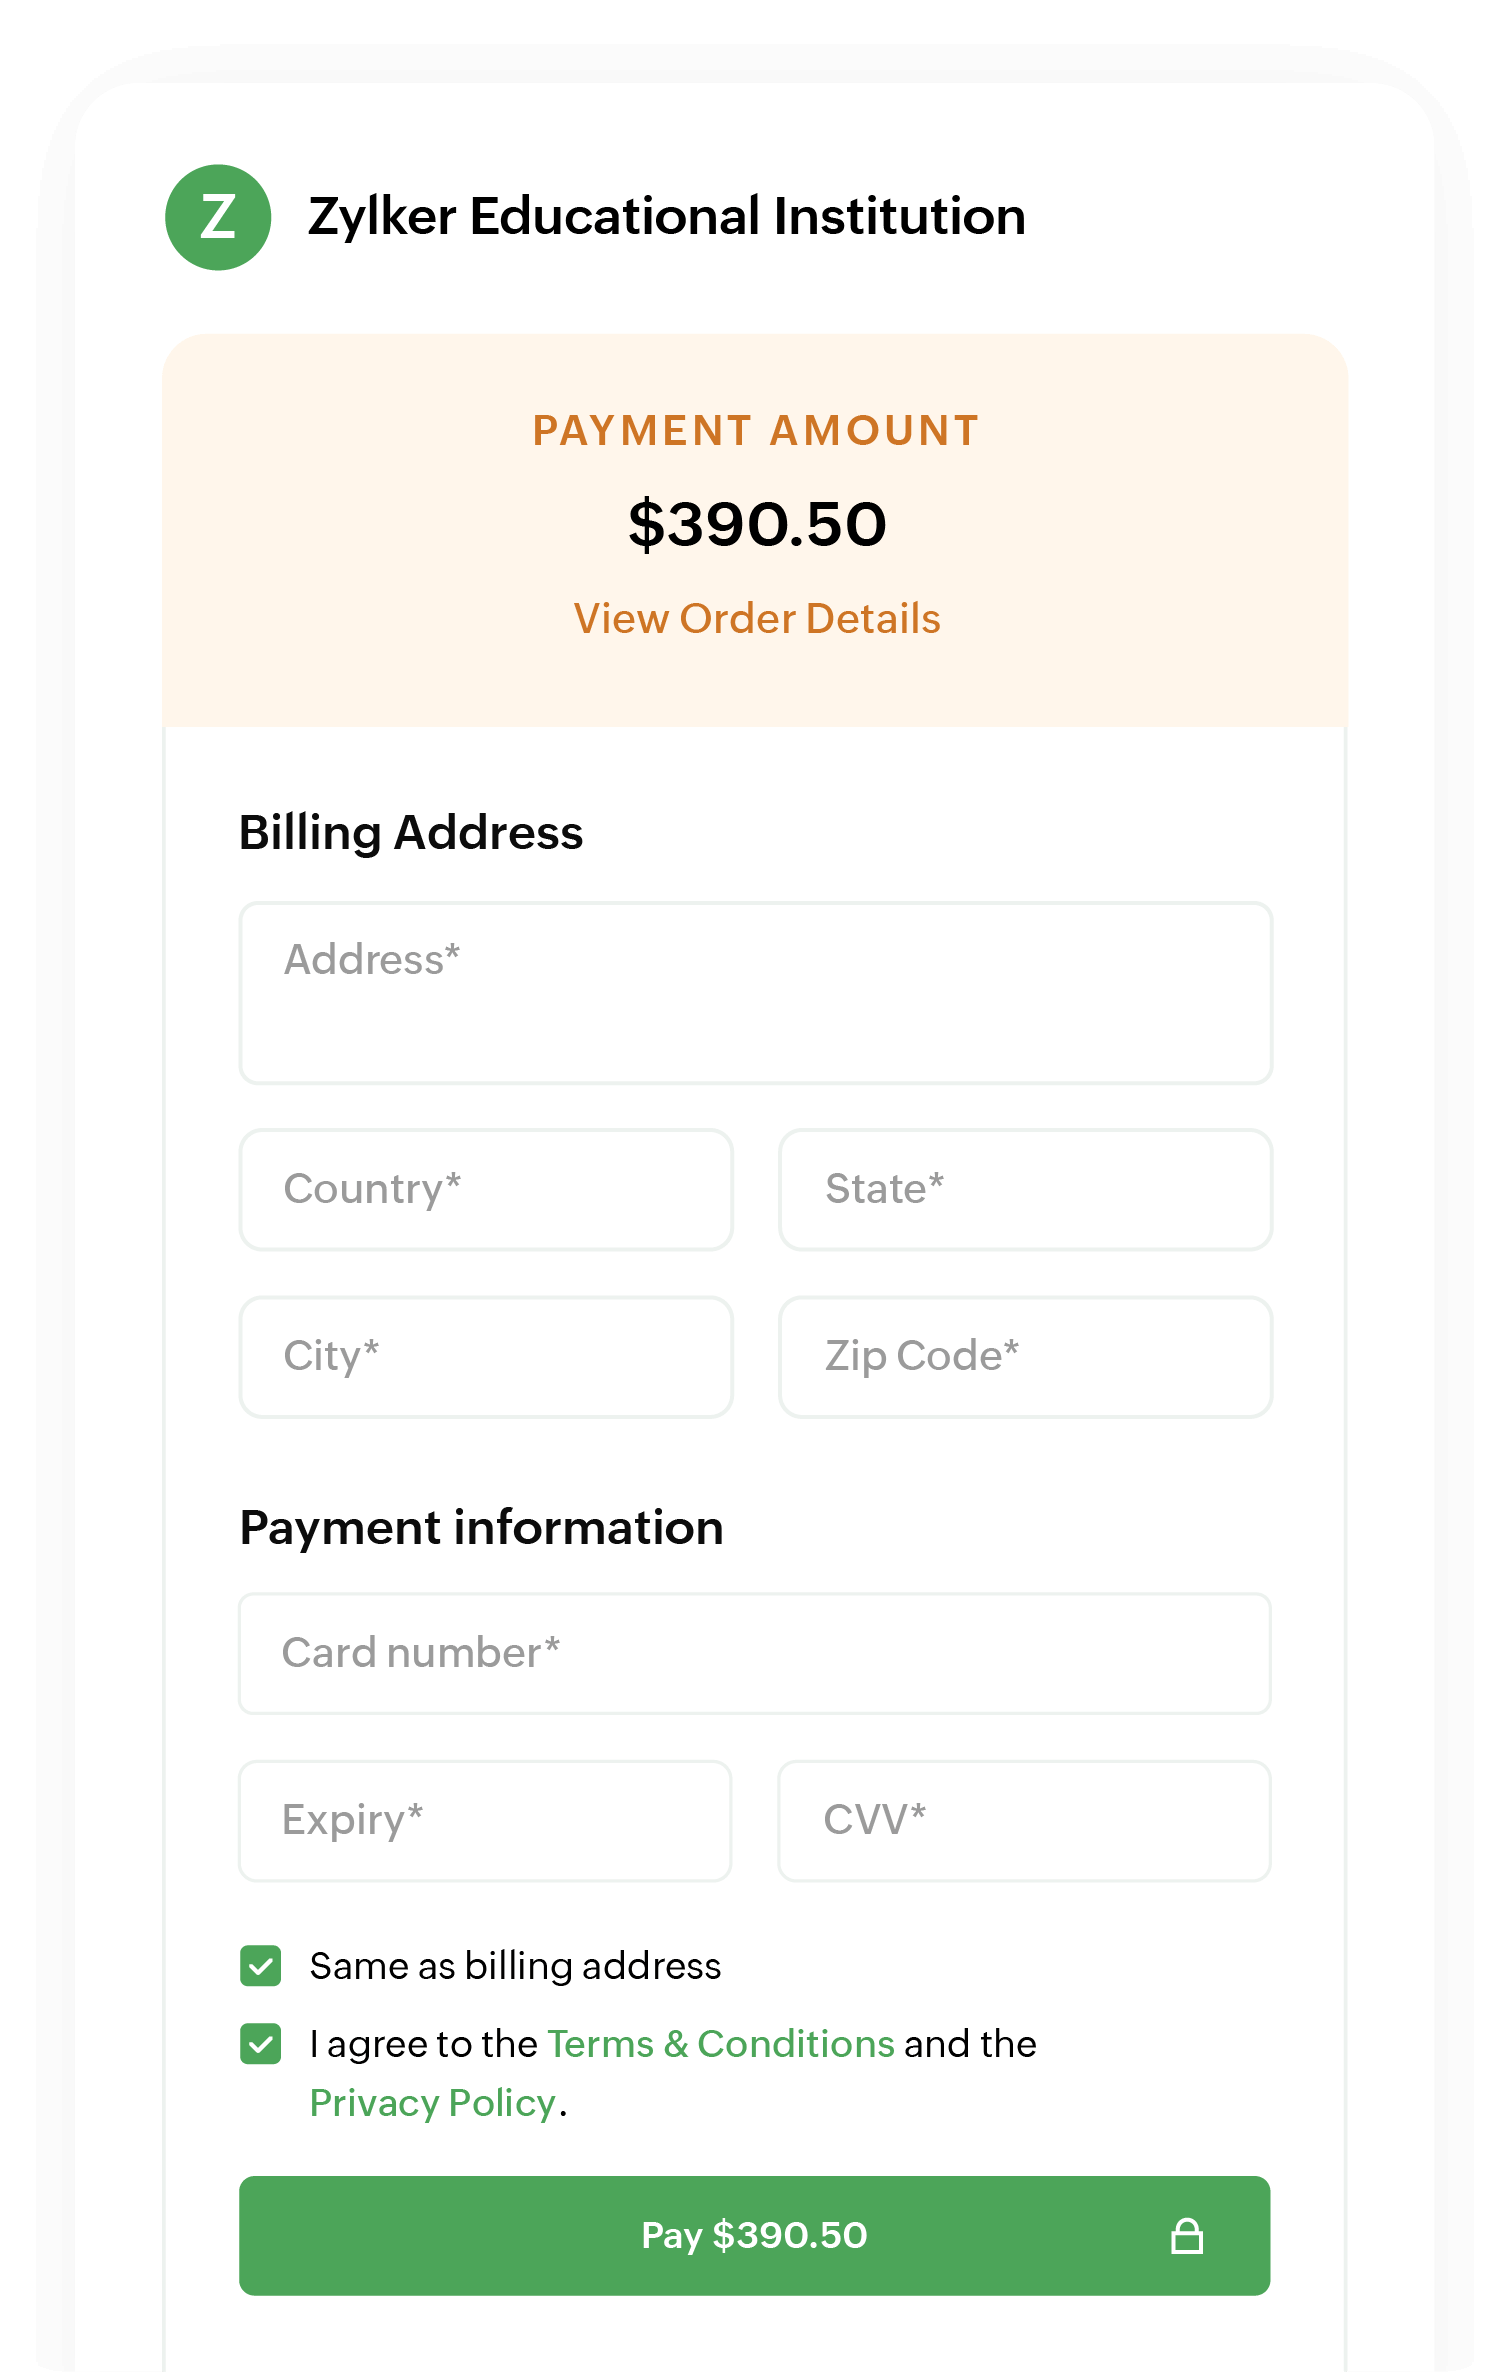 Z
Zylker Educational Institution
PAYMENT AMOUNT
$390.50
View Order Details
Billing Address
Address*
Country*
State*
City*
Zip Code*
Payment information
Card number*
Expiry*
CVV*
Same as billing address
I agree to the Terms & Conditions and the
Privacy Policy.
Pay $390.50